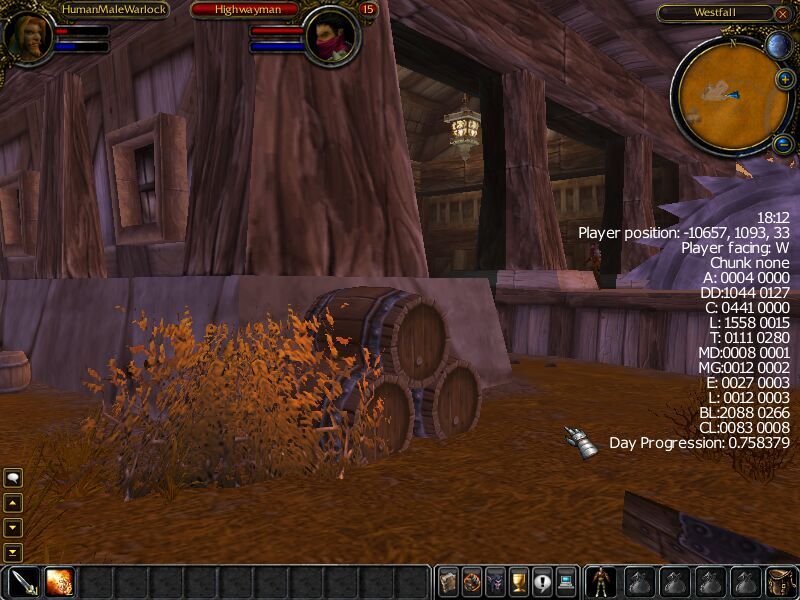 HumanMaleWarlock
Highwayman
15
Westfall
N
18:12
Player position: -10657, 1093, 33
Player facing: W
Chunk none
A: 0004 0000
DD:1044 0127
C: 0441 0000
L: 1558 0015
T: 0111 0280
MD:0008 0001
MG:0012 0002
E: 0027 0003
L: 0012 0003
BL:2088 0266
CL:0083 0008
Day Progression: 0.758379